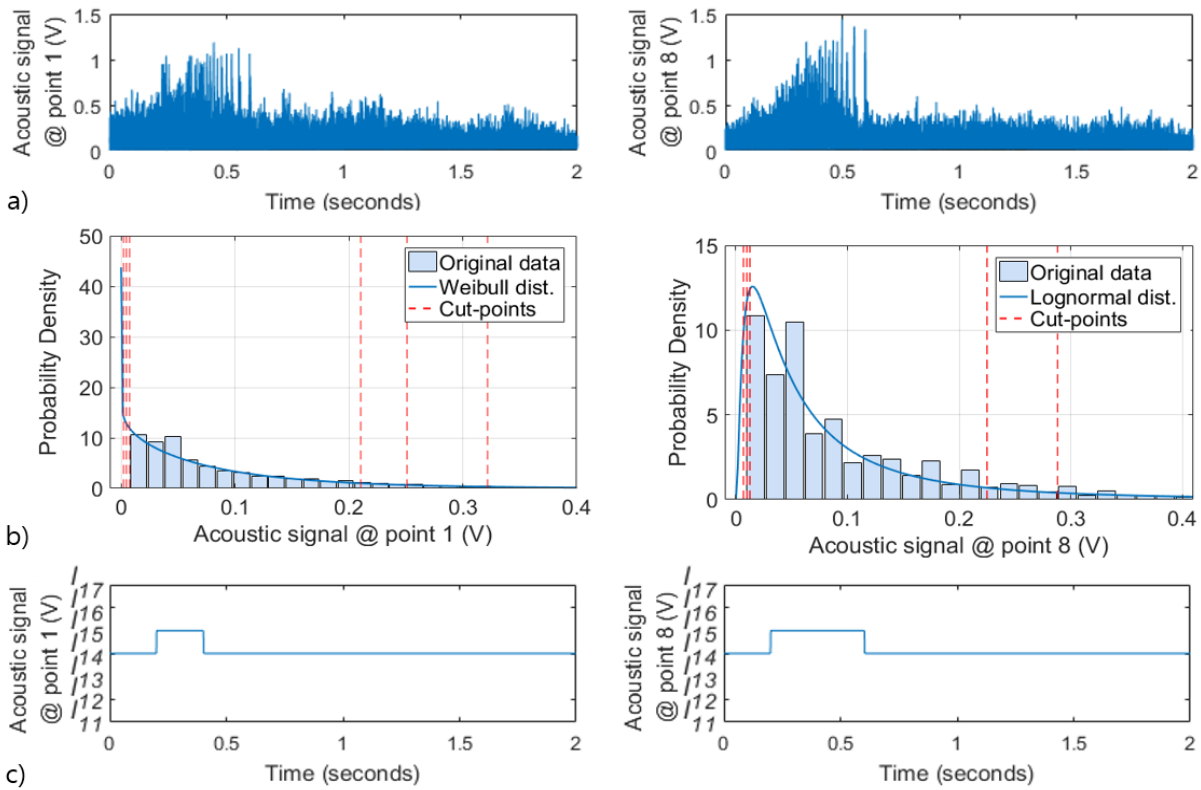 Acoustic signal
@ point 1 (V)
1.5
1
0.5
0
0 0.5 1 1.5 2
Time (seconds)
Acoustic signal
@ point 8 (V)
1.5
1
0.5
0
0 0.5 1 1.5 2
Time (seconds)
a)
Probability Density
50
40
30
20
10
0
0 0.1 0.2 0.3 0.4
Acoustic signal @ point 1 (V)
Original data
Weibull dist.
Cut-points
Probability Density
15
10
5
0
0 0.1 0.2 0.3 0.4
Acoustic signal @ point 8 (V)
Original data
Lognormal dist.
Cut-points
b)
Acoustic signal
@ point 1 (V)
I17
I16
I15
I14
I13
I12
I11
0 0.5 1 1.5 2
Time (seconds)
Acoustic signal
@ point 8 (V)
I17
I16
I15
I14
I13
I12
I11
0 0.5 1 1.5 2
Time (seconds)
c)